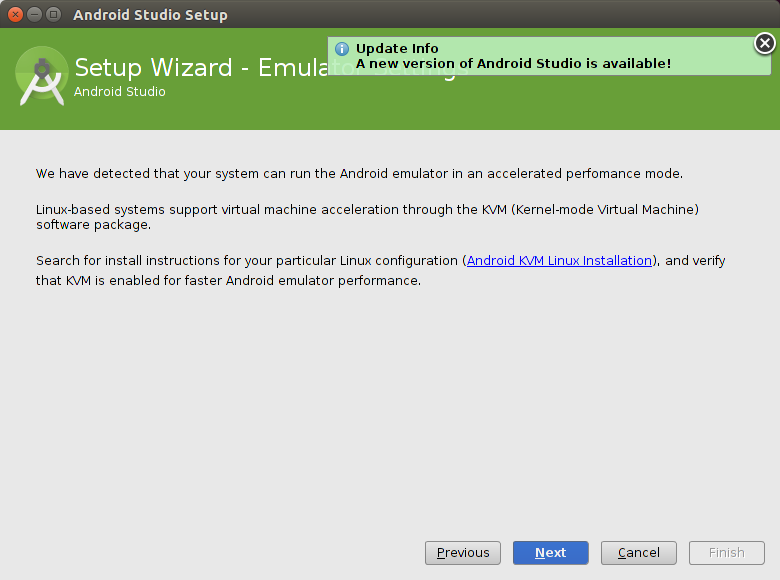 Android Studio Setup
Update Info
A new version of Android Studio is available!
Setup Wizard - Emulator Settings
Android Studio
We have detected that your system can run the Android emulator in an accelerated perfomance mode.
Linux-based systems support virtual machine acceleration through the KVM (Kernel-mode Virtual Machine)
software package.
Search for install instructions for your particular Linux configuration (Android KVM Linux Installation), and verify
that KVM is enabled for faster Android emulator performance.
Previous
Next
Cancel
Finish